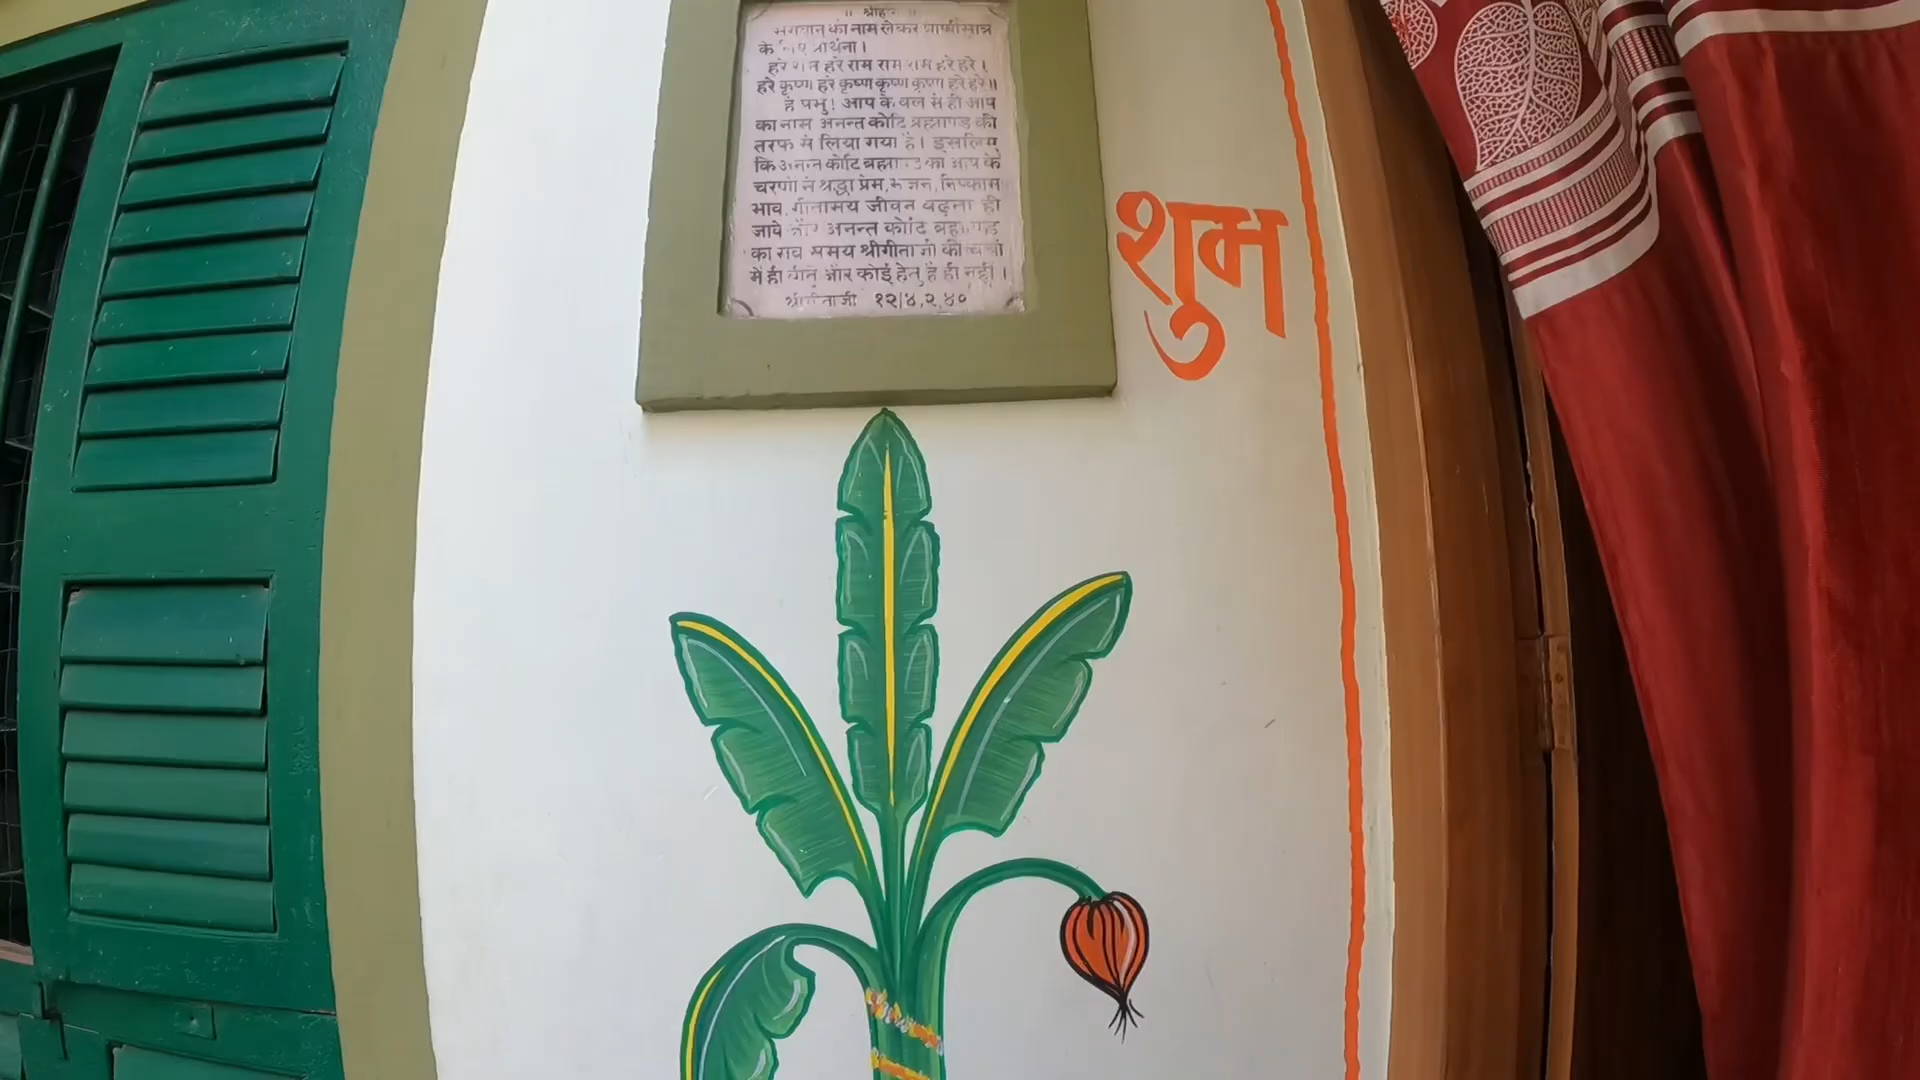 ॥ श्रीहरि ॥
भगवान का नाम लेकर प्राणीमात्र
के लिए प्रार्थना ।
हरे राम हरे राम राम राम हरे हरे ।
हरे कृष्ण हरे कृष्ण कृष्ण कृष्ण हरे हरे ॥
हे प्रभु ! आप के बल से ही आप
का नाम अनन्त कोटि ब्रह्माण्ड की
तरफ से लिया गया है । इसलिए
कि अनन्त कोटि ब्रह्माण्ड का आप के
चरणों में श्रद्धा प्रेम, भजन, निष्काम
भाव, गीतामय जीवन बढ़ता ही
जाये और अनन्त कोटि ब्रह्माण्ड
का समय श्रीगीता जी की चर्चा
में ही बीते और कोई हेतु है ही नहीं ।
श्रीगीताजी १२/४,२.४०
शुभ